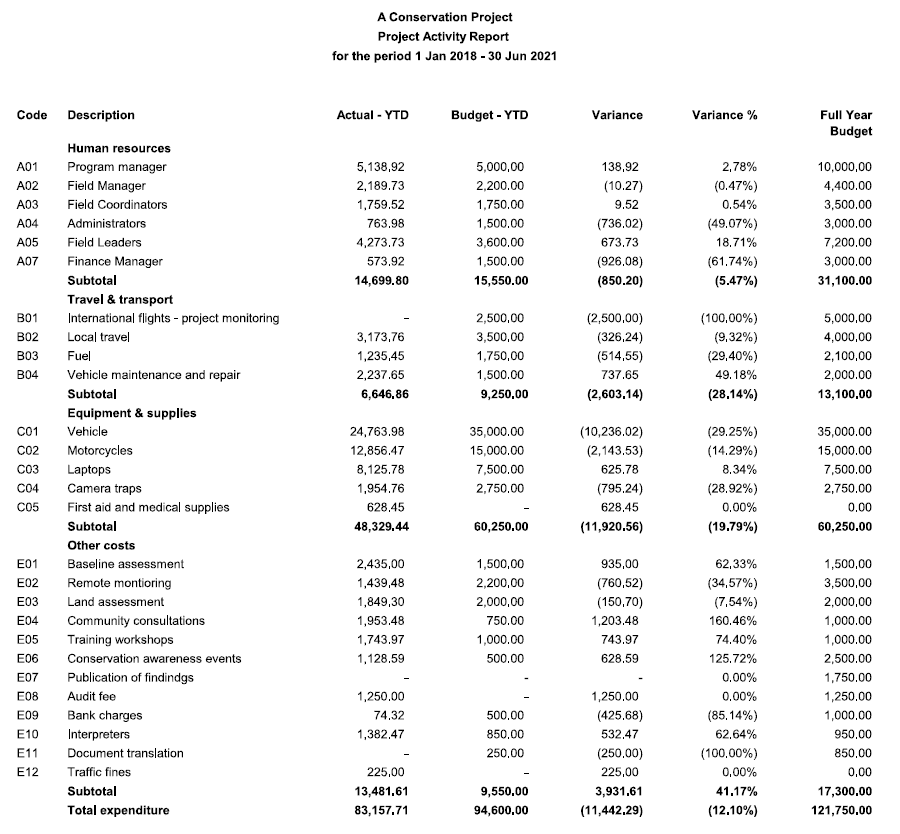 A Conservation Project
Project Activity Report
for the period 1 Jan 2018 - 30 Jun 2021
Code Description Actual - YTD Budget - YTD Variance Variance % Full Year
Budget
Human resources
A01 Program manager 5,138,92 5,000,00 138,92 2,78% 10,000,00
A02 Field Manager 2,189.73 2,200.00 (10.27) (0.47%) 4,400.00
A03 Field Coordinators 1,759.52 1,750.00 9.52 0.54% 3,500.00
A04 Administrators 763.98 1,500.00 (736.02) (49.07%) 3,000.00
A05 Field Leaders 4,273.73 3,600.00 673.73 18.71% 7,200.00
A07 Finance Manager 573.92 1,500.00 (926.08) (61.74%) 3,000.00
Subtotal 14,699.80 15,550.00 (850.20) (5.47%) 31,100.00
Travel & transport
B01 International flights - project monitoring - 2,500,00 (2,500,00) (100,00%) 5,000,00
B02 Local travel 3,173,76 3,500,00 (326,24) (9,32%) 4,000,00
B03 Fuel 1,235,45 1,750,00 (514,55) (29,40%) 2,100,00
B04 Vehicle maintenance and repair 2,237.65 1,500.00 737.65 49.18% 2,000.00
Subtotal 6,646.86 9,250.00 (2,603.14) (28.14%) 13,100.00
Equipment & supplies
C01 Vehicle 24,763.98 35,000.00 (10,236.02) (29.25%) 35,000.00
C02 Motorcycles 12,856.47 15,000.00 (2,143.53) (14.29%) 15,000.00
C03 Laptops 8,125.78 7,500.00 625.78 8.34% 7,500.00
C04 Camera traps 1,954.76 2,750.00 (795.24) (28.92%) 2,750.00
C05 First aid and medical supplies 628.45 - 628.45 0.00% 0.00
Subtotal 48,329.44 60,250.00 (11,920.56) (19.79%) 60,250.00
Other costs
E01 Baseline assessment 2,435,00 1,500,00 935,00 62,33% 1,500,00
E02 Remote montioring 1,439,48 2,200,00 (760,52) (34,57%) 3,500,00
E03 Land assessment 1,849,30 2,000,00 (150,70) (7,54%) 2,000,00
E04 Community consultations 1,953.48 750.00 1,203.48 160.46% 1,000.00
E05 Training workshops 1,743.97 1,000.00 743.97 74.40% 1,000.00
E06 Conservation awareness events 1,128.59 500.00 628.59 125.72% 2,500.00
E07 Publication of findindgs - - - 0.00% 1,750.00
E08 Audit fee 1,250.00 - 1,250.00 0.00% 1,250.00
E09 Bank charges 74.32 500.00 (425.68) (85.14%) 1,000.00
E10 Interpreters 1,382.47 850.00 532.47 62.64% 950.00
E11 Document translation - 250.00 (250.00) (100,00%) 850.00
E12 Traffic fines 225,00 - 225,00 0,00% 0,00
Subtotal 13,481.61 9,550.00 3,931.61 41.17% 17,300.00
Total expenditure 83,157.71 94,600.00 (11,442.29) (12.10%) 121,750.00